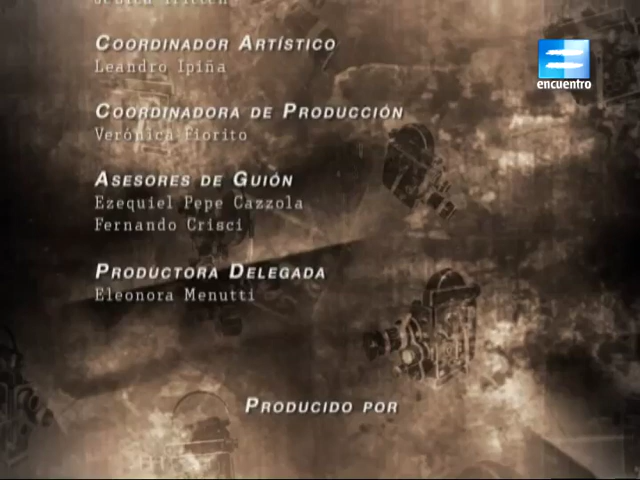 Coordinador Artístico
Leandro Ipiña
encuentro
Coordinadora de Producción
Verónica Fiorito
Asesores de Guión
Ezequiel Pepe Cazzola
Fernando Crisci
Productora Delegada
Eleonora Menutti
Producido por